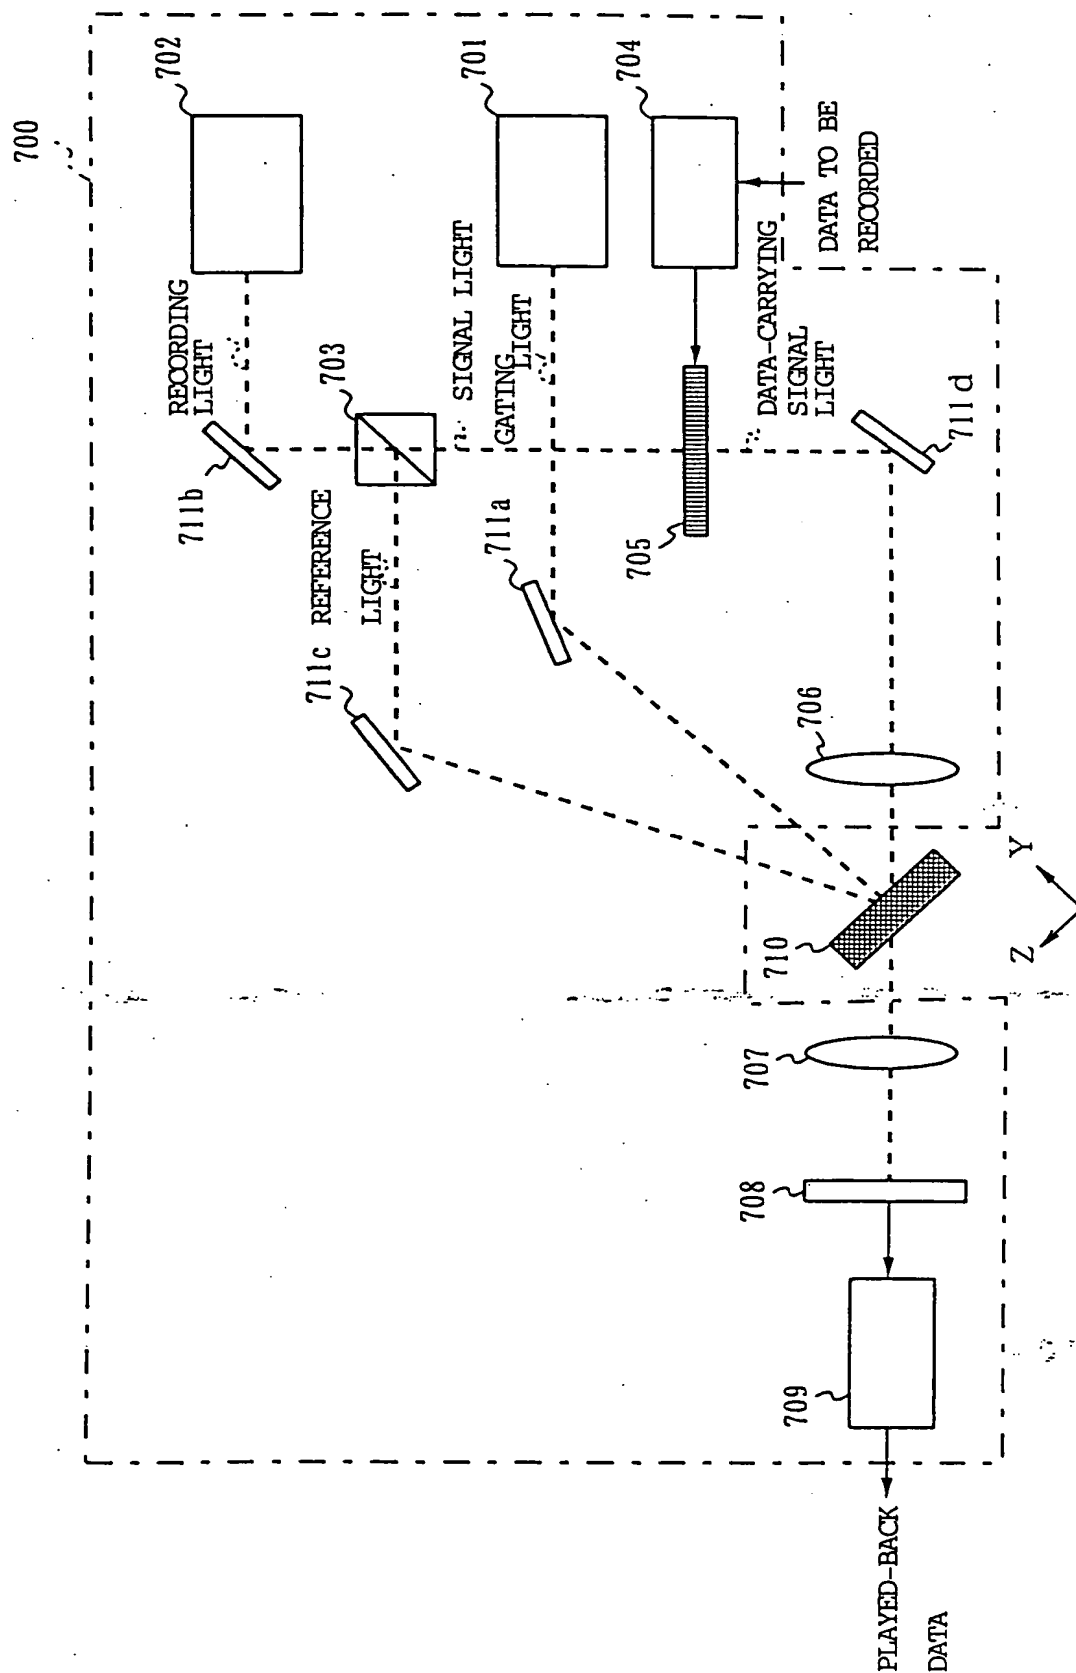 700
702
701
704
RECORDING
LIGHT
711b
703
SIGNAL LIGHT
GATING
LIGHT
DATA TO BE
RECORDED
DATA-CARRYING
SIGNAL
LIGHT
711d
711c
REFERENCE
LIGHT
711a
705
706
710
Y
Z
707
708
709
PLAYED-BACK
DATA